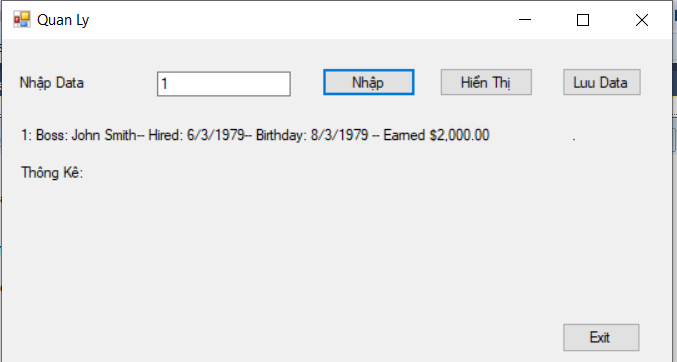 Quan Ly
Nhập Data 1 Nhập Hiển Thị Luu Data
1: Boss: John Smith-- Hired: 6/3/1979-- Birthday: 8/3/1979 -- Earned $2,000.00 .
Thông Kê:
Exit